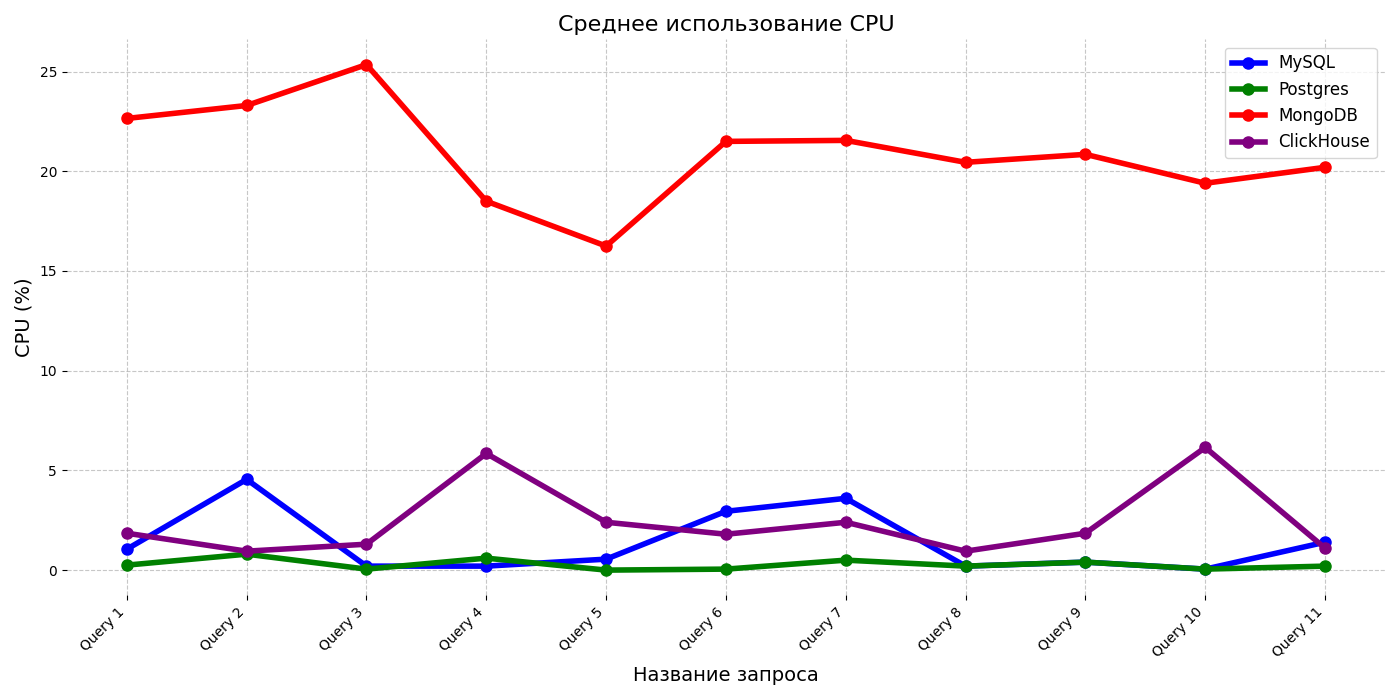 Среднее использование CPU
MySQL
Postgres
MongoDB
ClickHouse
CPU (%)
25
20
15
10
5
0
Query 1
Query 2
Query 3
Query 4
Query 5
Query 6
Query 7
Query 8
Query 9
Query 10
Query 11
Название запроса